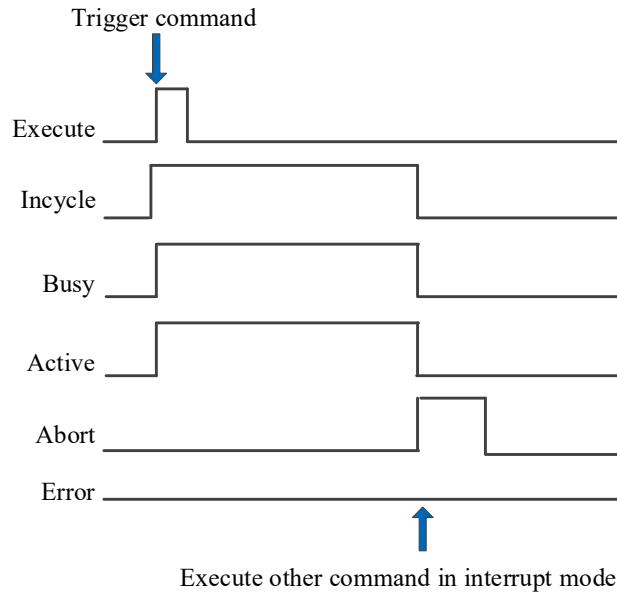 Trigger command
Execute
Incycle
Busy
Active
Abort
Error
Execute other command in interrupt mode